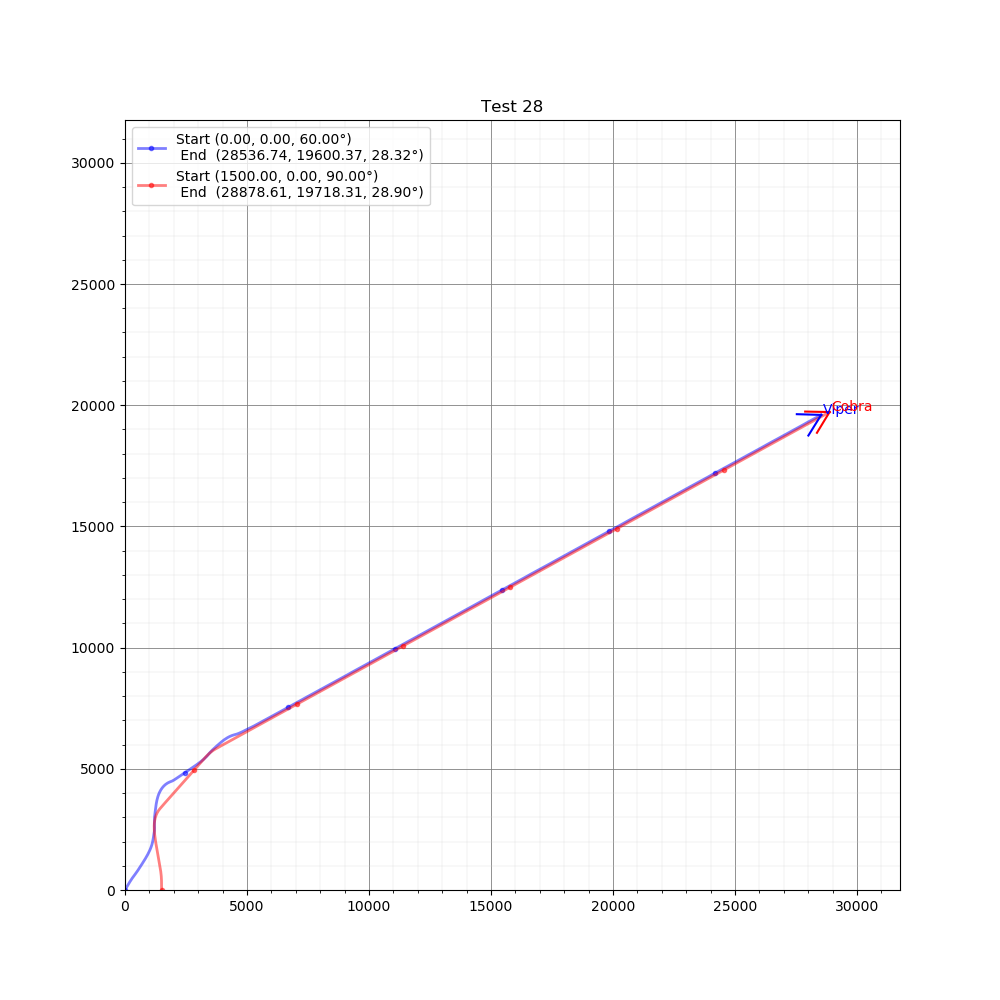 Test 28
Start (0.00, 0.00, 60.00°)
End (28536.74, 19600.37, 28.32°)
Start (1500.00, 0.00, 90.00°)
End (28878.61, 19718.31, 28.90°)
30000
25000
20000
15000
10000
5000
0
Cobra
Viper
0 5000 10000 15000 20000 25000 30000